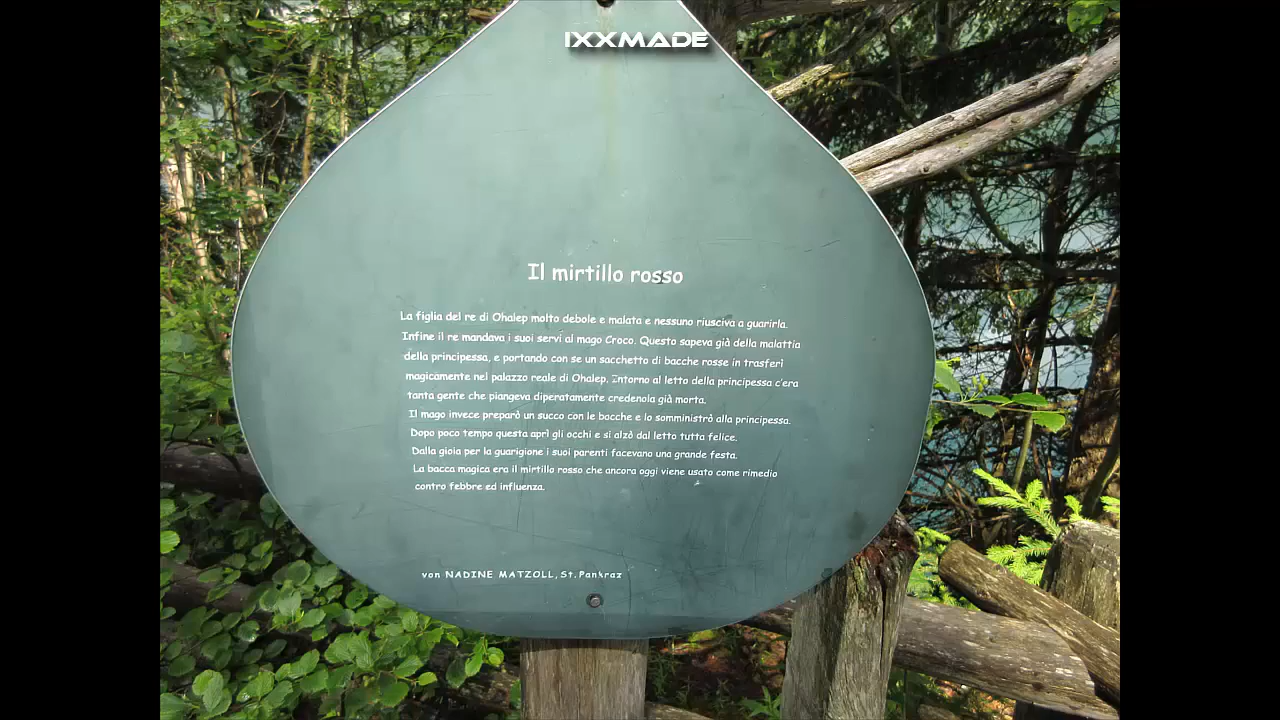 IXXMADE
Il mirtillo rosso
La figlia del re di Ohalep molto debole e malata e nessuno riusciva a guarirla.
Infine il re mandava i suoi servi al mago Croco. Questo sapeva già della malattia
della principessa, e portando con se un sacchetto di bacche rosse in trasferì
magicamente nel palazzo reale di Ohalep. Intorno al letto della principessa c'era
tanta gente che piangeva diperatamente credenola già morta.
Il mago invece preparò un succo con le bacche e lo somministrò alla principessa.
Dopo poco tempo questa aprì gli occhi e si alzò dal letto tutta felice.
Dalla gioia per la guarigione i suoi parenti facevano una grande festa.
La bacca magica era il mirtillo rosso che ancora oggi viene usato come rimedio
contro febbre ed influenza.
von NADINE MATZOLL, St. Pankraz